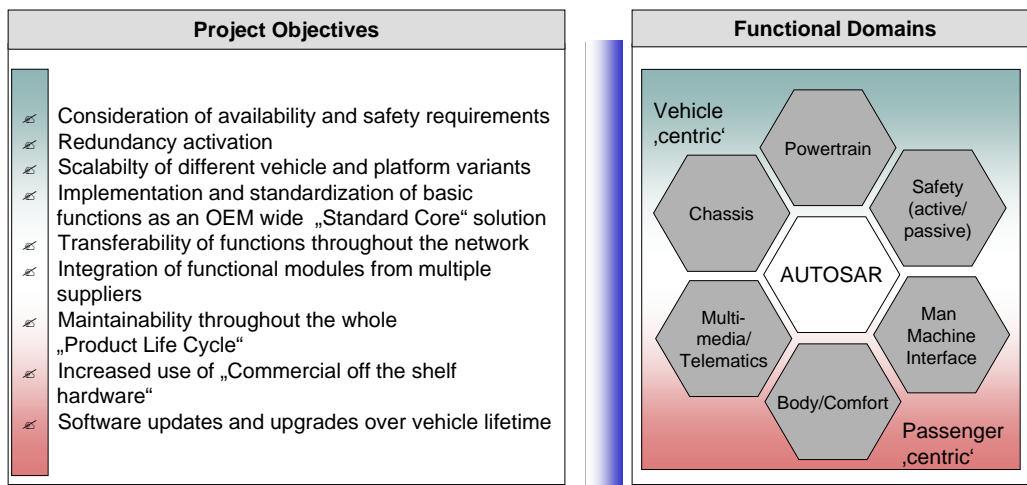 Project Objectives
Consideration of availability and safety requirements
Redundancy activation
Scalabilty of different vehicle and platform variants
Implementation and standardization of basic
functions as an OEM wide „Standard Core“ solution
Transferability of functions throughout the network
Integration of functional modules from multiple
suppliers
Maintainability throughout the whole
„Product Life Cycle“
Increased use of „Commercial off the shelf
hardware“
Software updates and upgrades over vehicle lifetime
Functional Domains
Vehicle
‚centric‘
Powertrain
Chassis
Safety
(active/
passive)
AUTOSAR
Multi-
media/
Telematics
Man
Machine
Interface
Body/Comfort
Passenger
‚centric‘